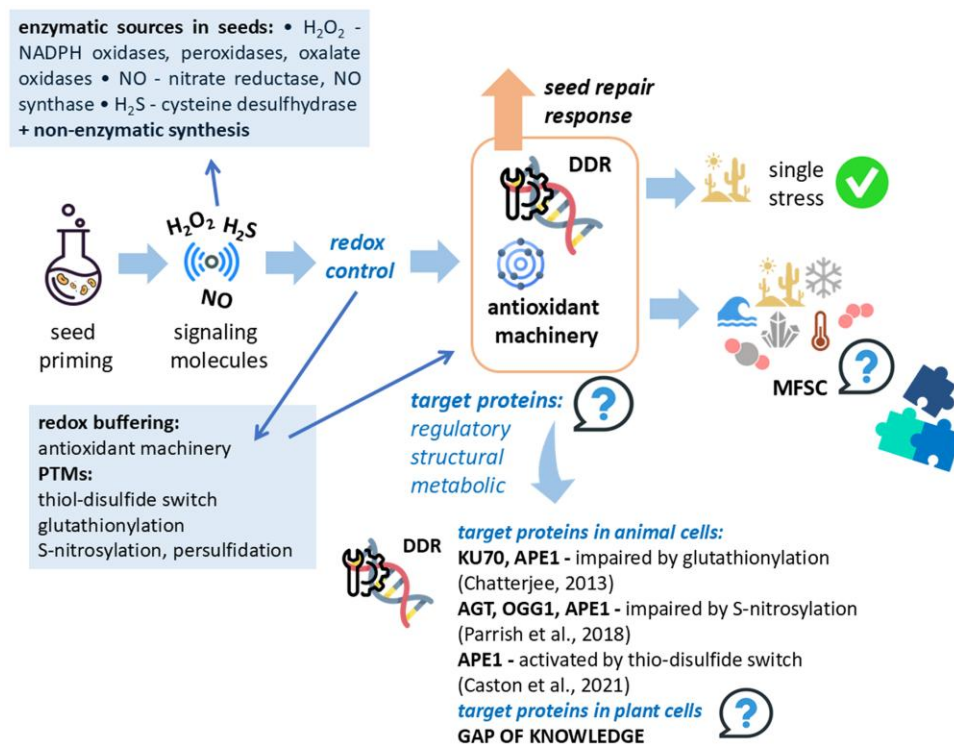 enzymatic sources in seeds: • H₂O₂ -
NADPH oxidases, peroxidases, oxalate
oxidases • NO - nitrate reductase, NO
synthase • H₂S - cysteine desulfhydrase
+ non-enzymatic synthesis
seed repair
response
DDR
single
stress
H₂O₂ H₂S
NO
redox
control
antioxidant
machinery
seed
priming
signaling
molecules
MFSC
?
redox buffering:
antioxidant machinery
PTMs:
thiol-disulfide switch
glutathionylation
S-nitrosylation, persulfidation
target proteins:
?
regulatory
structural
metabolic
DDR
target proteins in animal cells:
KU70, APE1 - impaired by glutathionylation
(Chatterjee, 2013)
AGT, OGG1, APE1 - impaired by S-nitrosylation
(Parrish et al., 2018)
APE1 - activated by thio-disulfide switch
(Caston et al., 2021)
target proteins in plant cells
?
GAP OF KNOWLEDGE